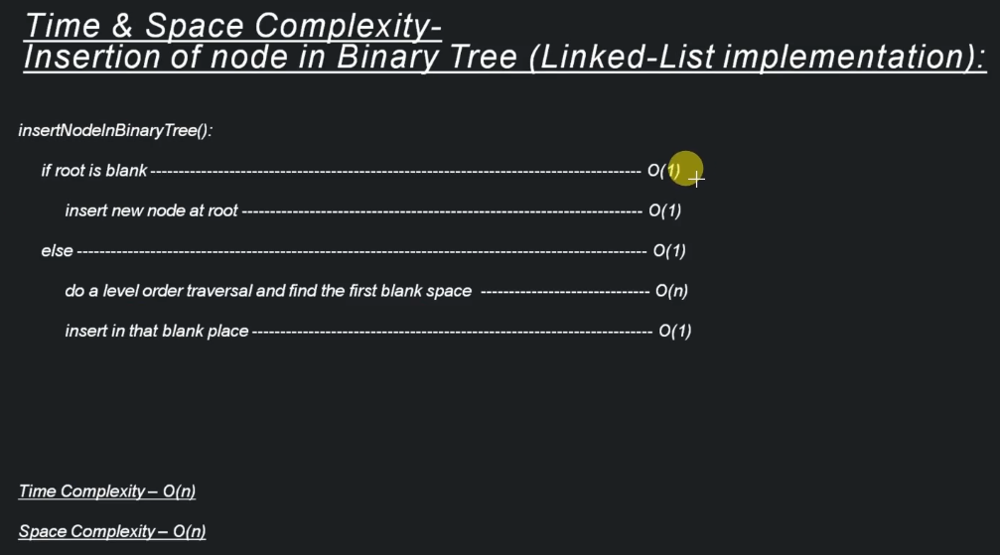 Time & Space Complexity-
Insertion of node in Binary Tree (Linked-List implementation):
insertNodeInBinaryTree():
if root is blank -------------------------------------------------------------------------------------- O(1)
insert new node at root ----------------------------------------------------------------------- O(1)
else ---------------------------------------------------------------------------------------------------- O(1)
do a level order traversal and find the first blank space ------------------------------ O(n)
insert in that blank place ----------------------------------------------------------------------- O(1)
Time Complexity – O(n)
Space Complexity – O(n)